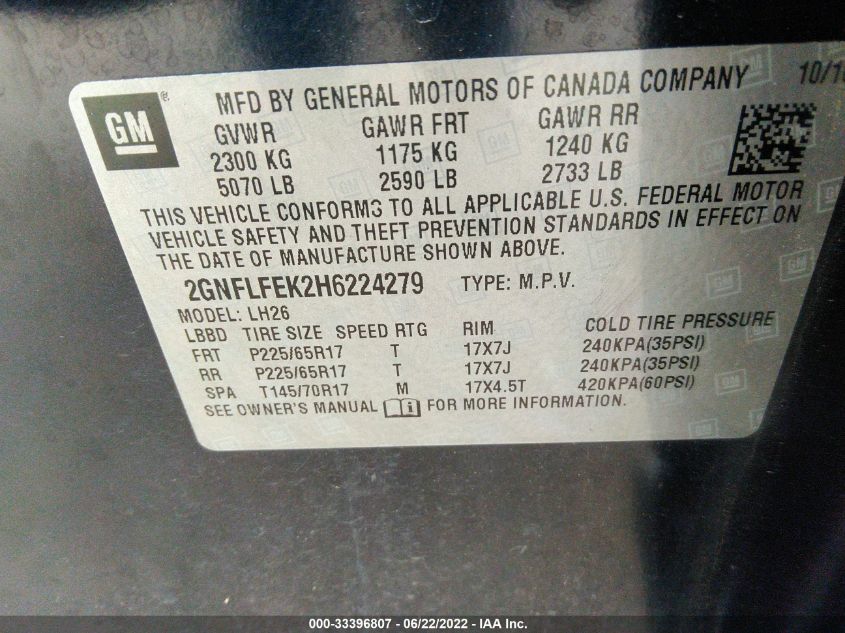 GM ® MFD BY GENERAL MOTORS OF CANADA COMPANY
GVWR GAWR FRT GAWR RR
2300 KG 1175 KG 1240 KG
5070 LB 2590 LB 2733 LB
THIS VEHICLE CONFORMS TO ALL APPLICABLE U.S. FEDERAL MOTOR
VEHICLE SAFETY AND THEFT PREVENTION STANDARDS IN EFFECT ON
THE DATE OF MANUFACTURE SHOWN ABOVE.
2GNFLFEK2H6224279 TYPE: M.P.V.
MODEL: LH26
LBBD TIRE SIZE SPEED RTG RIM COLD TIRE PRESSURE
FRT P225/65R17 T 17X7J 240KPA(35PSI)
RR P225/65R17 T 17X7J 240KPA(35PSI)
SPA T145/70R17 M 17X4.5T 420KPA(60PSI)
SEE OWNER'S MANUAL i FOR MORE INFORMATION.
000-33396807 - 06/22/2022 - IAA Inc.